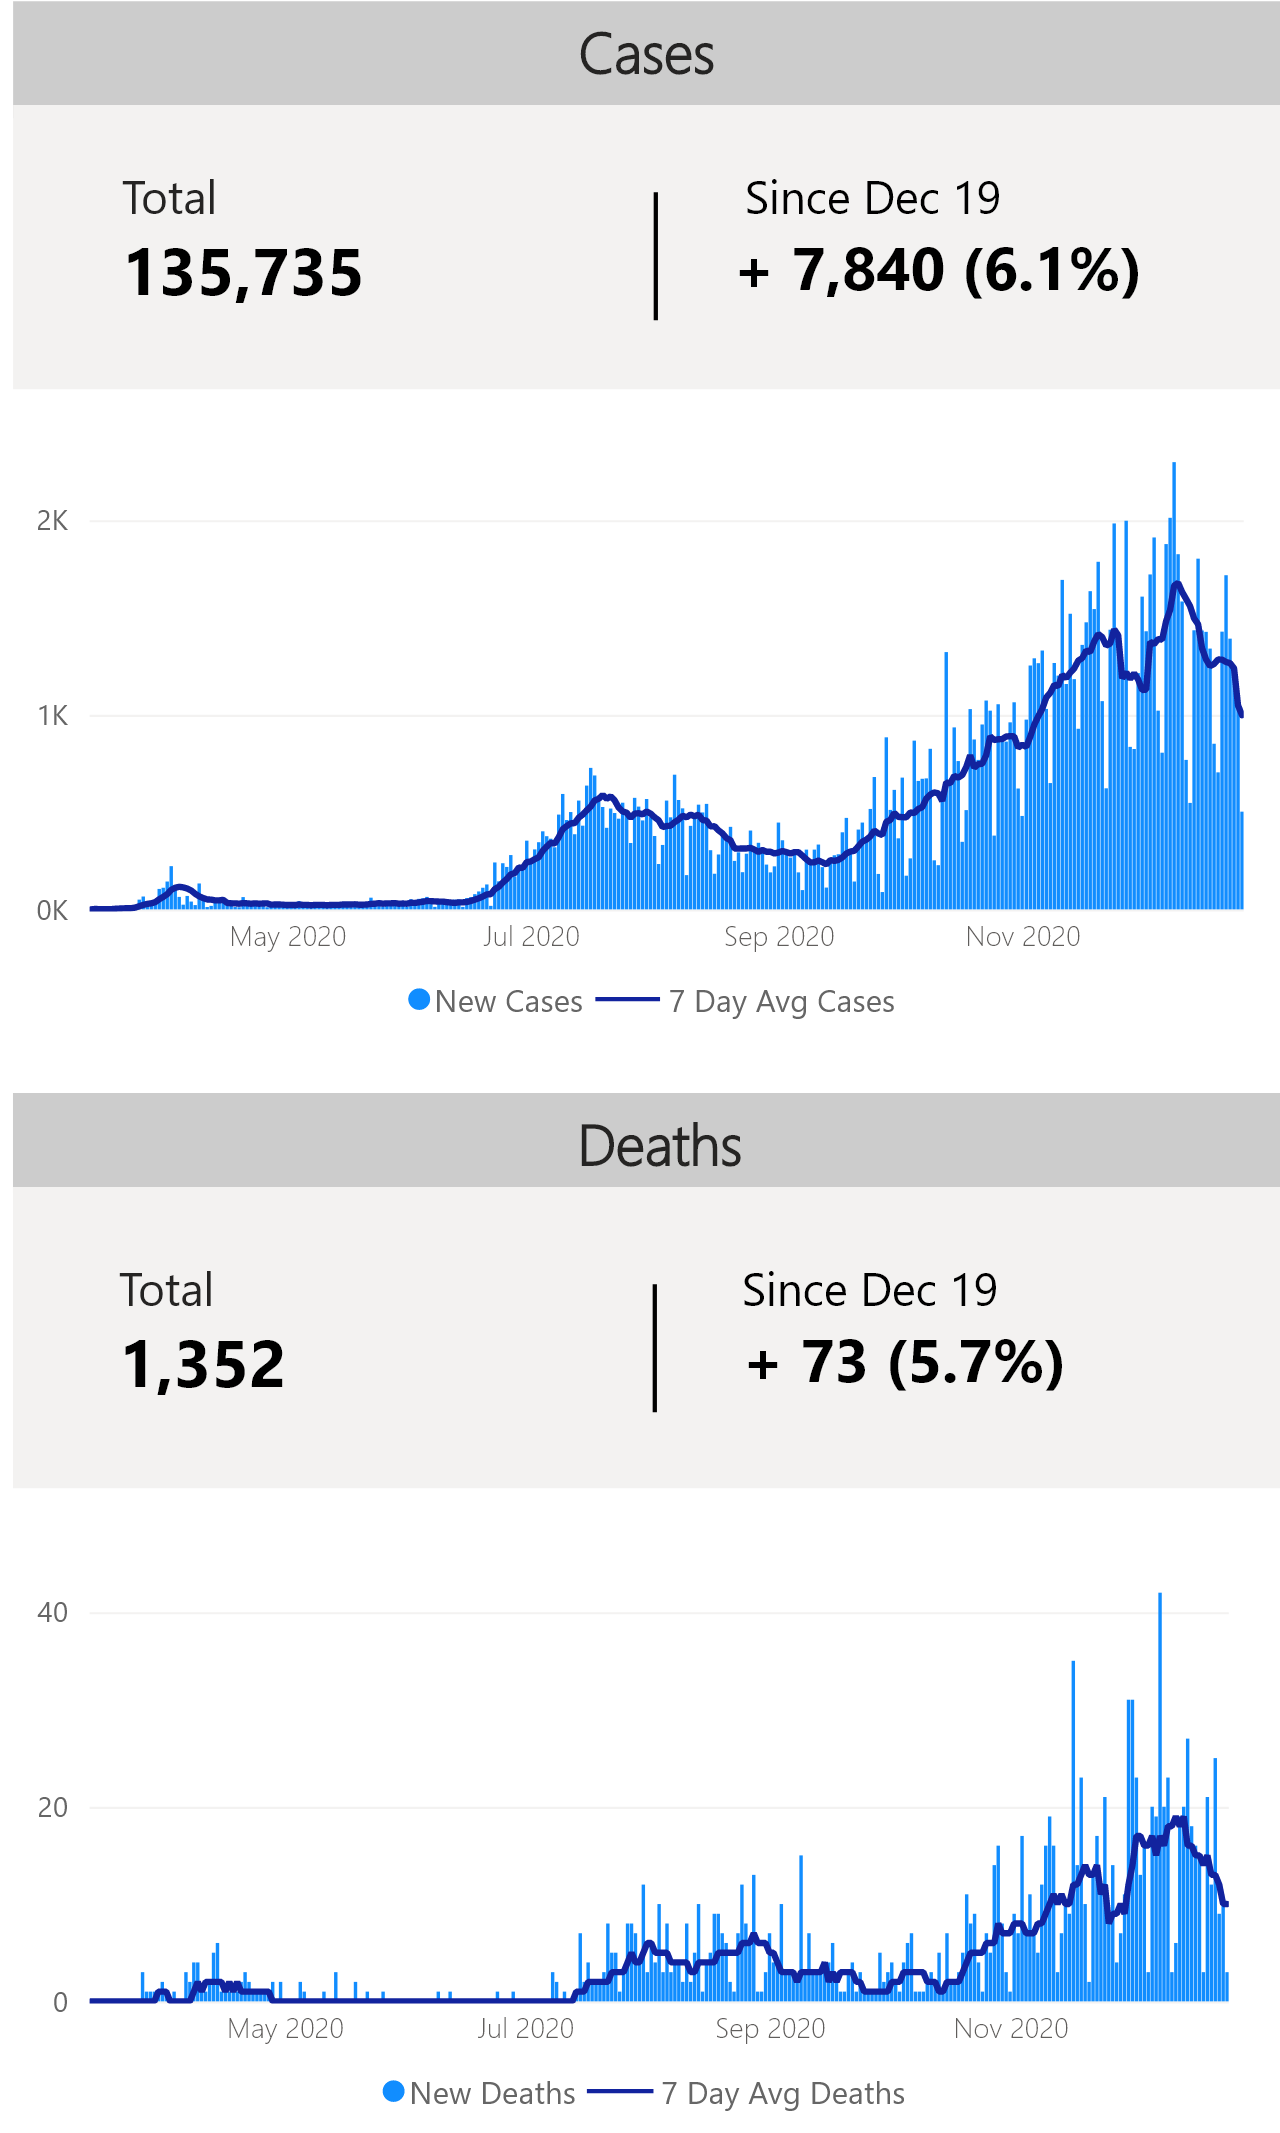 Cases
Total
Since Dec 19
135,735
+ 7,840 (6.1%)
2K
1K
0K
May 2020
Jul 2020
Sep 2020
Nov 2020
New Cases
7 Day Avg Cases
Deaths
Total
Since Dec 19
1,352
+ 73 (5.7%)
40
20
0
May 2020
Jul 2020
Sep 2020
Nov 2020
New Deaths
7 Day Avg Deaths